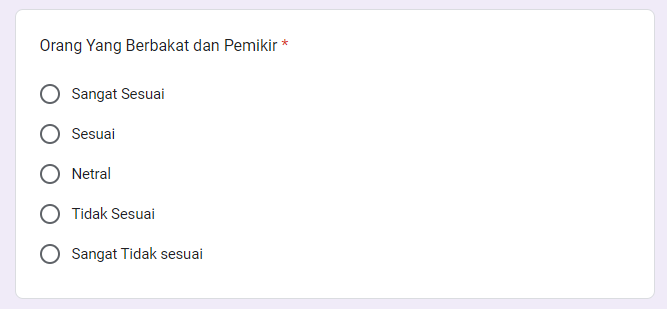 Orang Yang Berbakat dan Pemikir *
Sangat Sesuai
Sesuai
Netral
Tidak Sesuai
Sangat Tidak sesuai